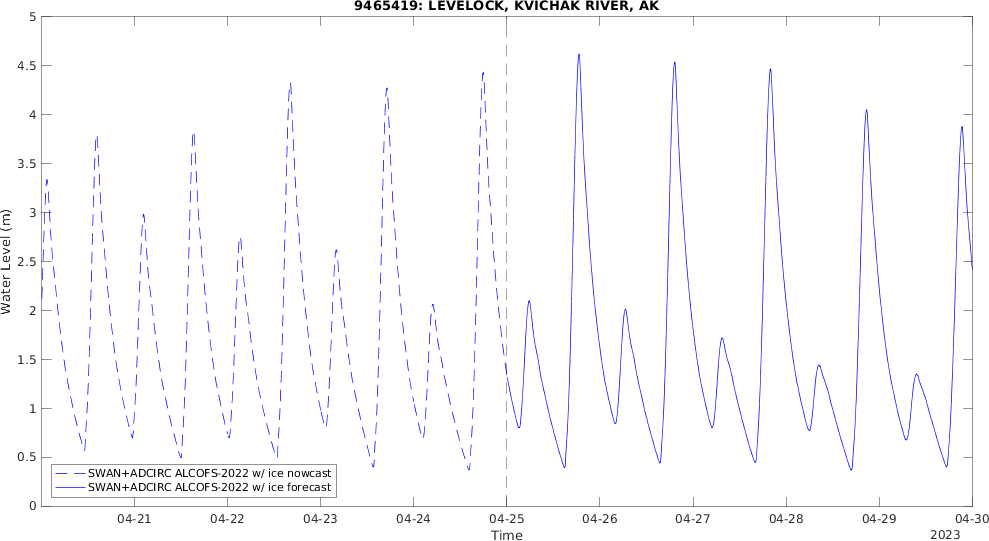 9465419: LEVELOCK, KVICHAK RIVER, AK
Water Level (m)
5
4.5
4
3.5
3
2.5
2
1.5
1
0.5
0
SWAN+ADCIRC ALCOFS-2022 w/ ice nowcast
SWAN+ADCIRC ALCOFS-2022 w/ ice forecast
04-21 04-22 04-23 04-24 04-25 04-26 04-27 04-28 04-29 04-30
Time
2023